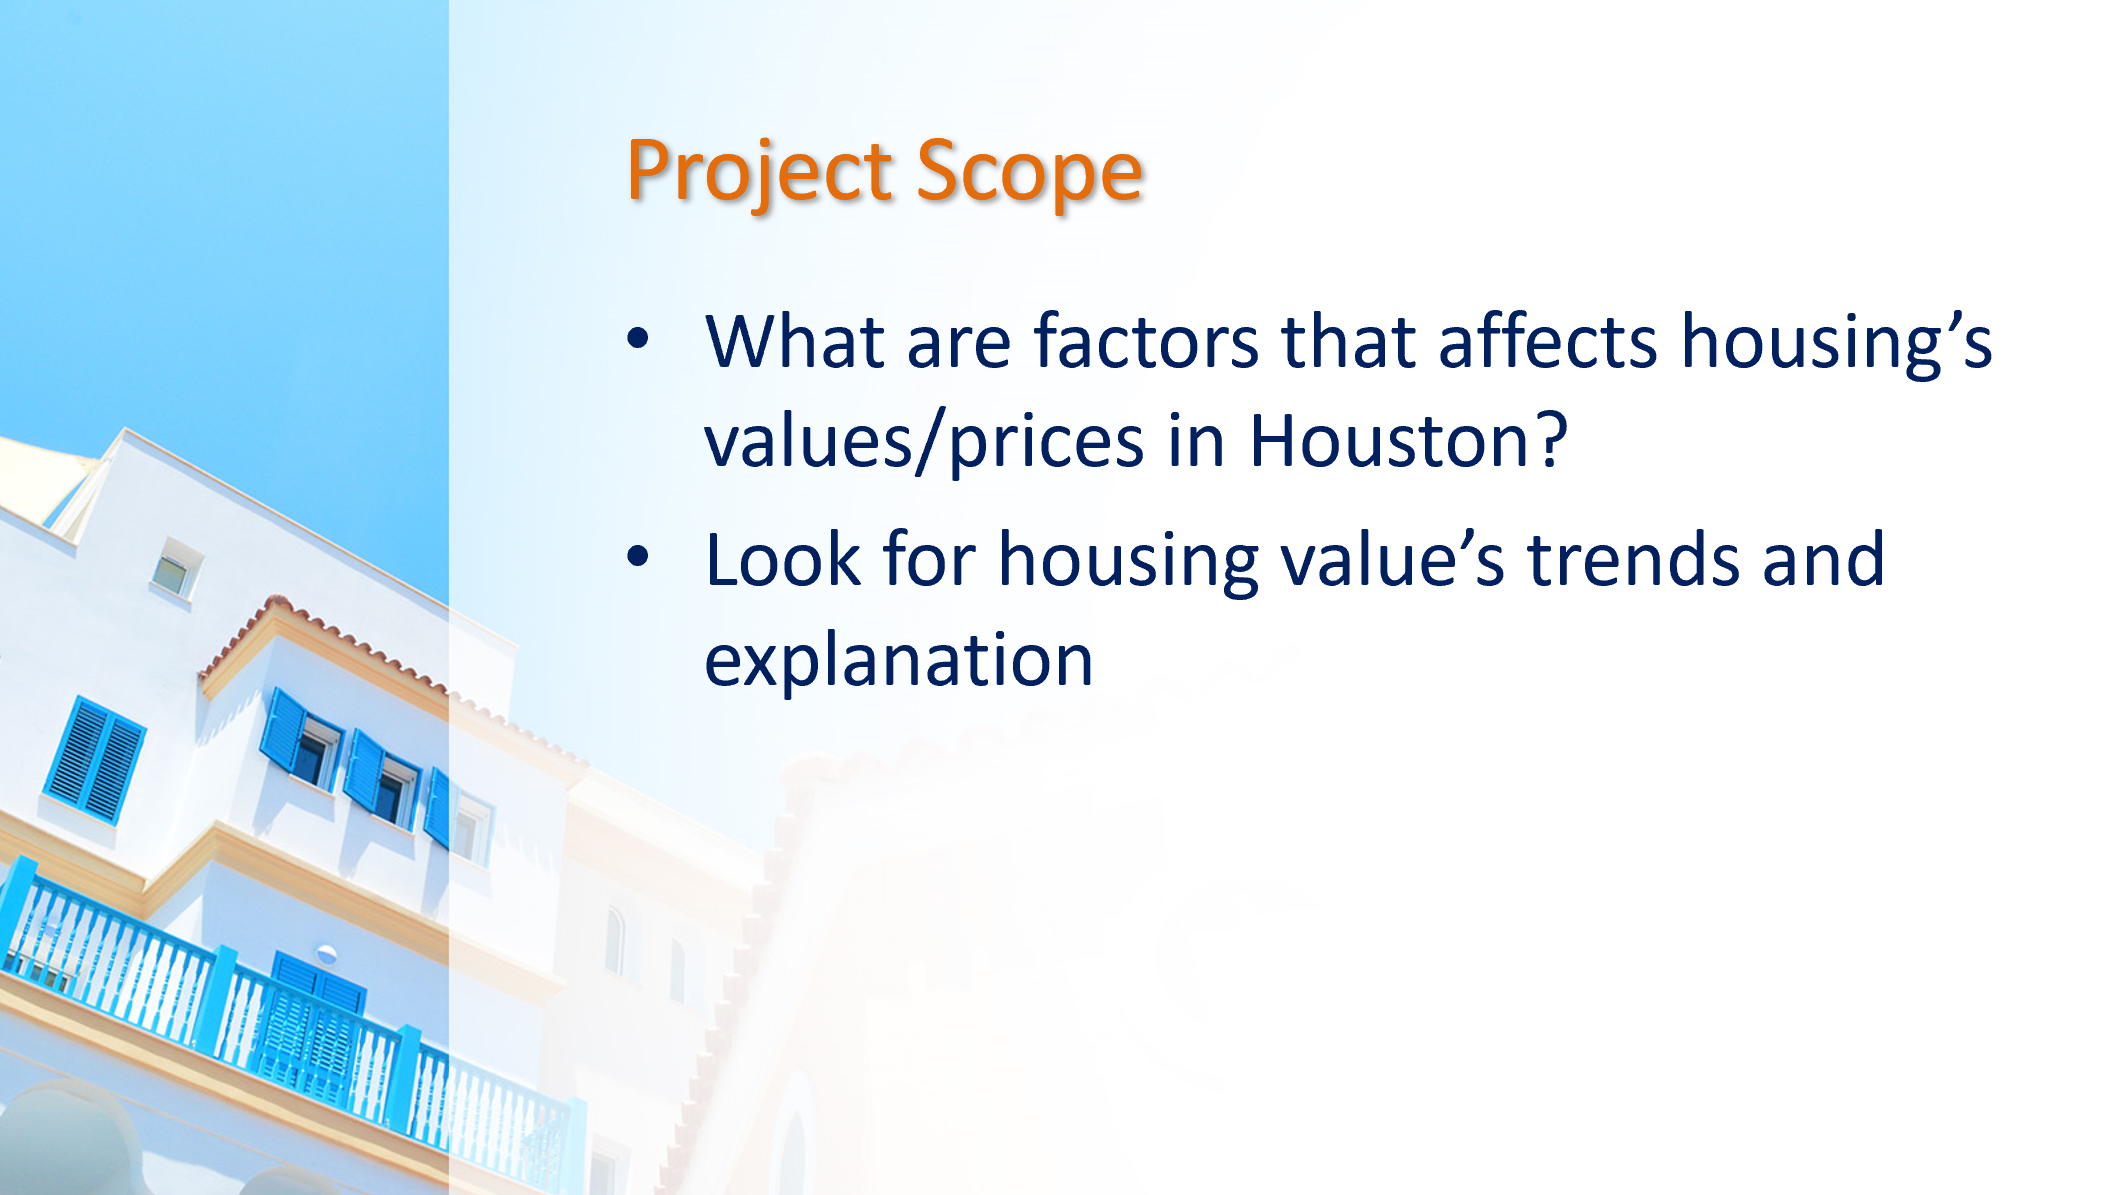 Project Scope
• What are factors that affects housing’s
values/prices in Houston?
• Look for housing value’s trends and
explanation